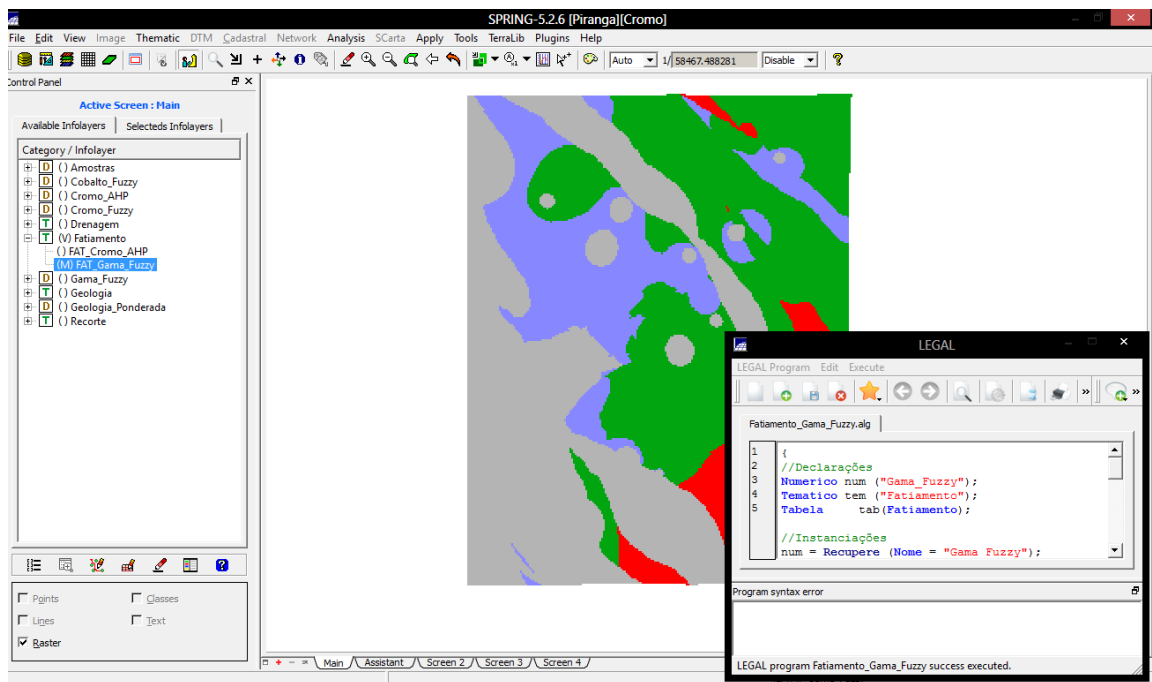 SPRING-5.2.6 [Piranga][Cromo]
File Edit View Image Thematic DTM Cadastral Network Analysis SCarta Apply Tools TerraLib Plugins Help
Auto 1/ 58467.488281 Disable
Control Panel
Active Screen : Main
Available Infolayers Selecteds Infolayers
Category / Infolayer
D () Amostras
D () Cobalto_Fuzzy
D () Cromo_AHP
D () Cromo_Fuzzy
T () Drenagem
T (V) Fatiamento
() FAT_Cromo_AHP
(M) FAT_Gama_Fuzzy
D () Gama_Fuzzy
T () Geologia
D () Geologia_Ponderada
T () Recorte
Points Classes
Lines Text
Raster
Main Assistant Screen 2 Screen 3 Screen 4
LEGAL
LEGAL Program Edit Execute
Fatiamento_Gama_Fuzzy.alg
1 {
2 //Declarações
3 Numerico num ("Gama_Fuzzy");
4 Tematico tem ("Fatiamento");
5 Tabela tab(Fatiamento);
//Instanciações
num = Recupere (Nome = "Gama_Fuzzy");
Program syntax error
LEGAL program Fatiamento_Gama_Fuzzy success executed.